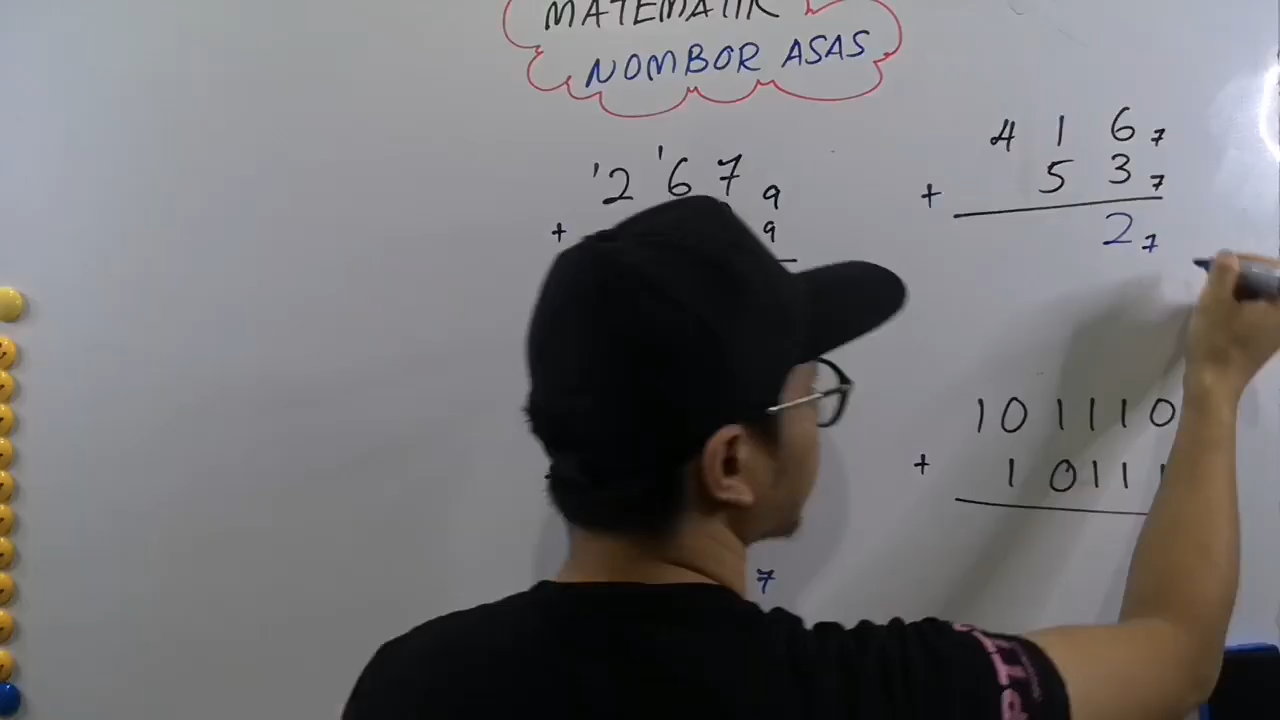 MATEMATIK
NOMBOR ASAS
' 2 ' 6 7 9
+ 9
7
4 1 6 7
+ 5 3 7
2 7
1 0 1 1 1 0
+ 1 0 1 1 1